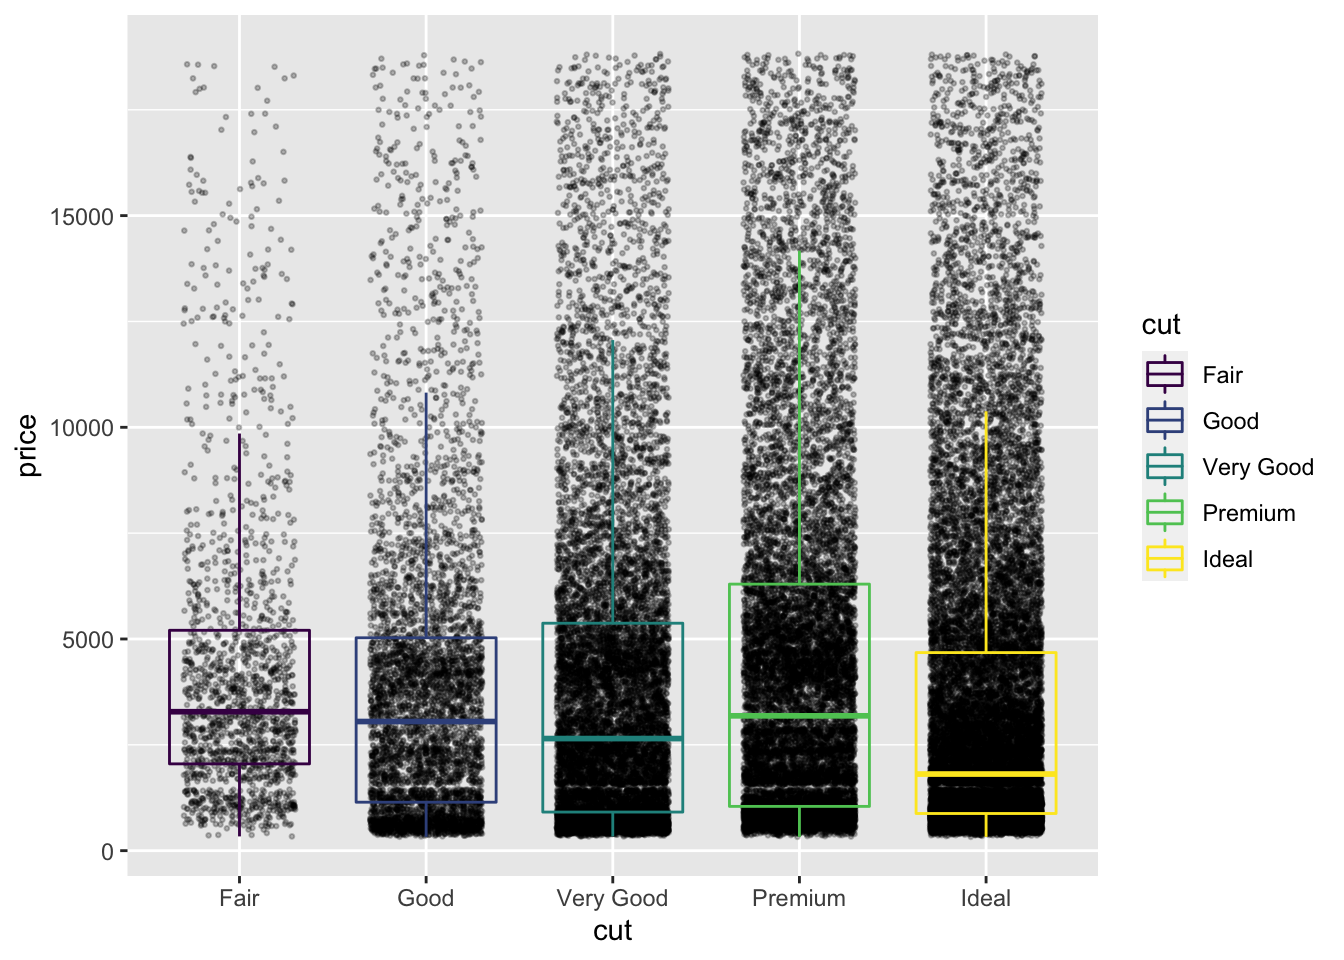 price
15000
10000
5000
0
Fair
Good
Very Good
Premium
Ideal
cut
cut
Fair
Good
Very Good
Premium
Ideal